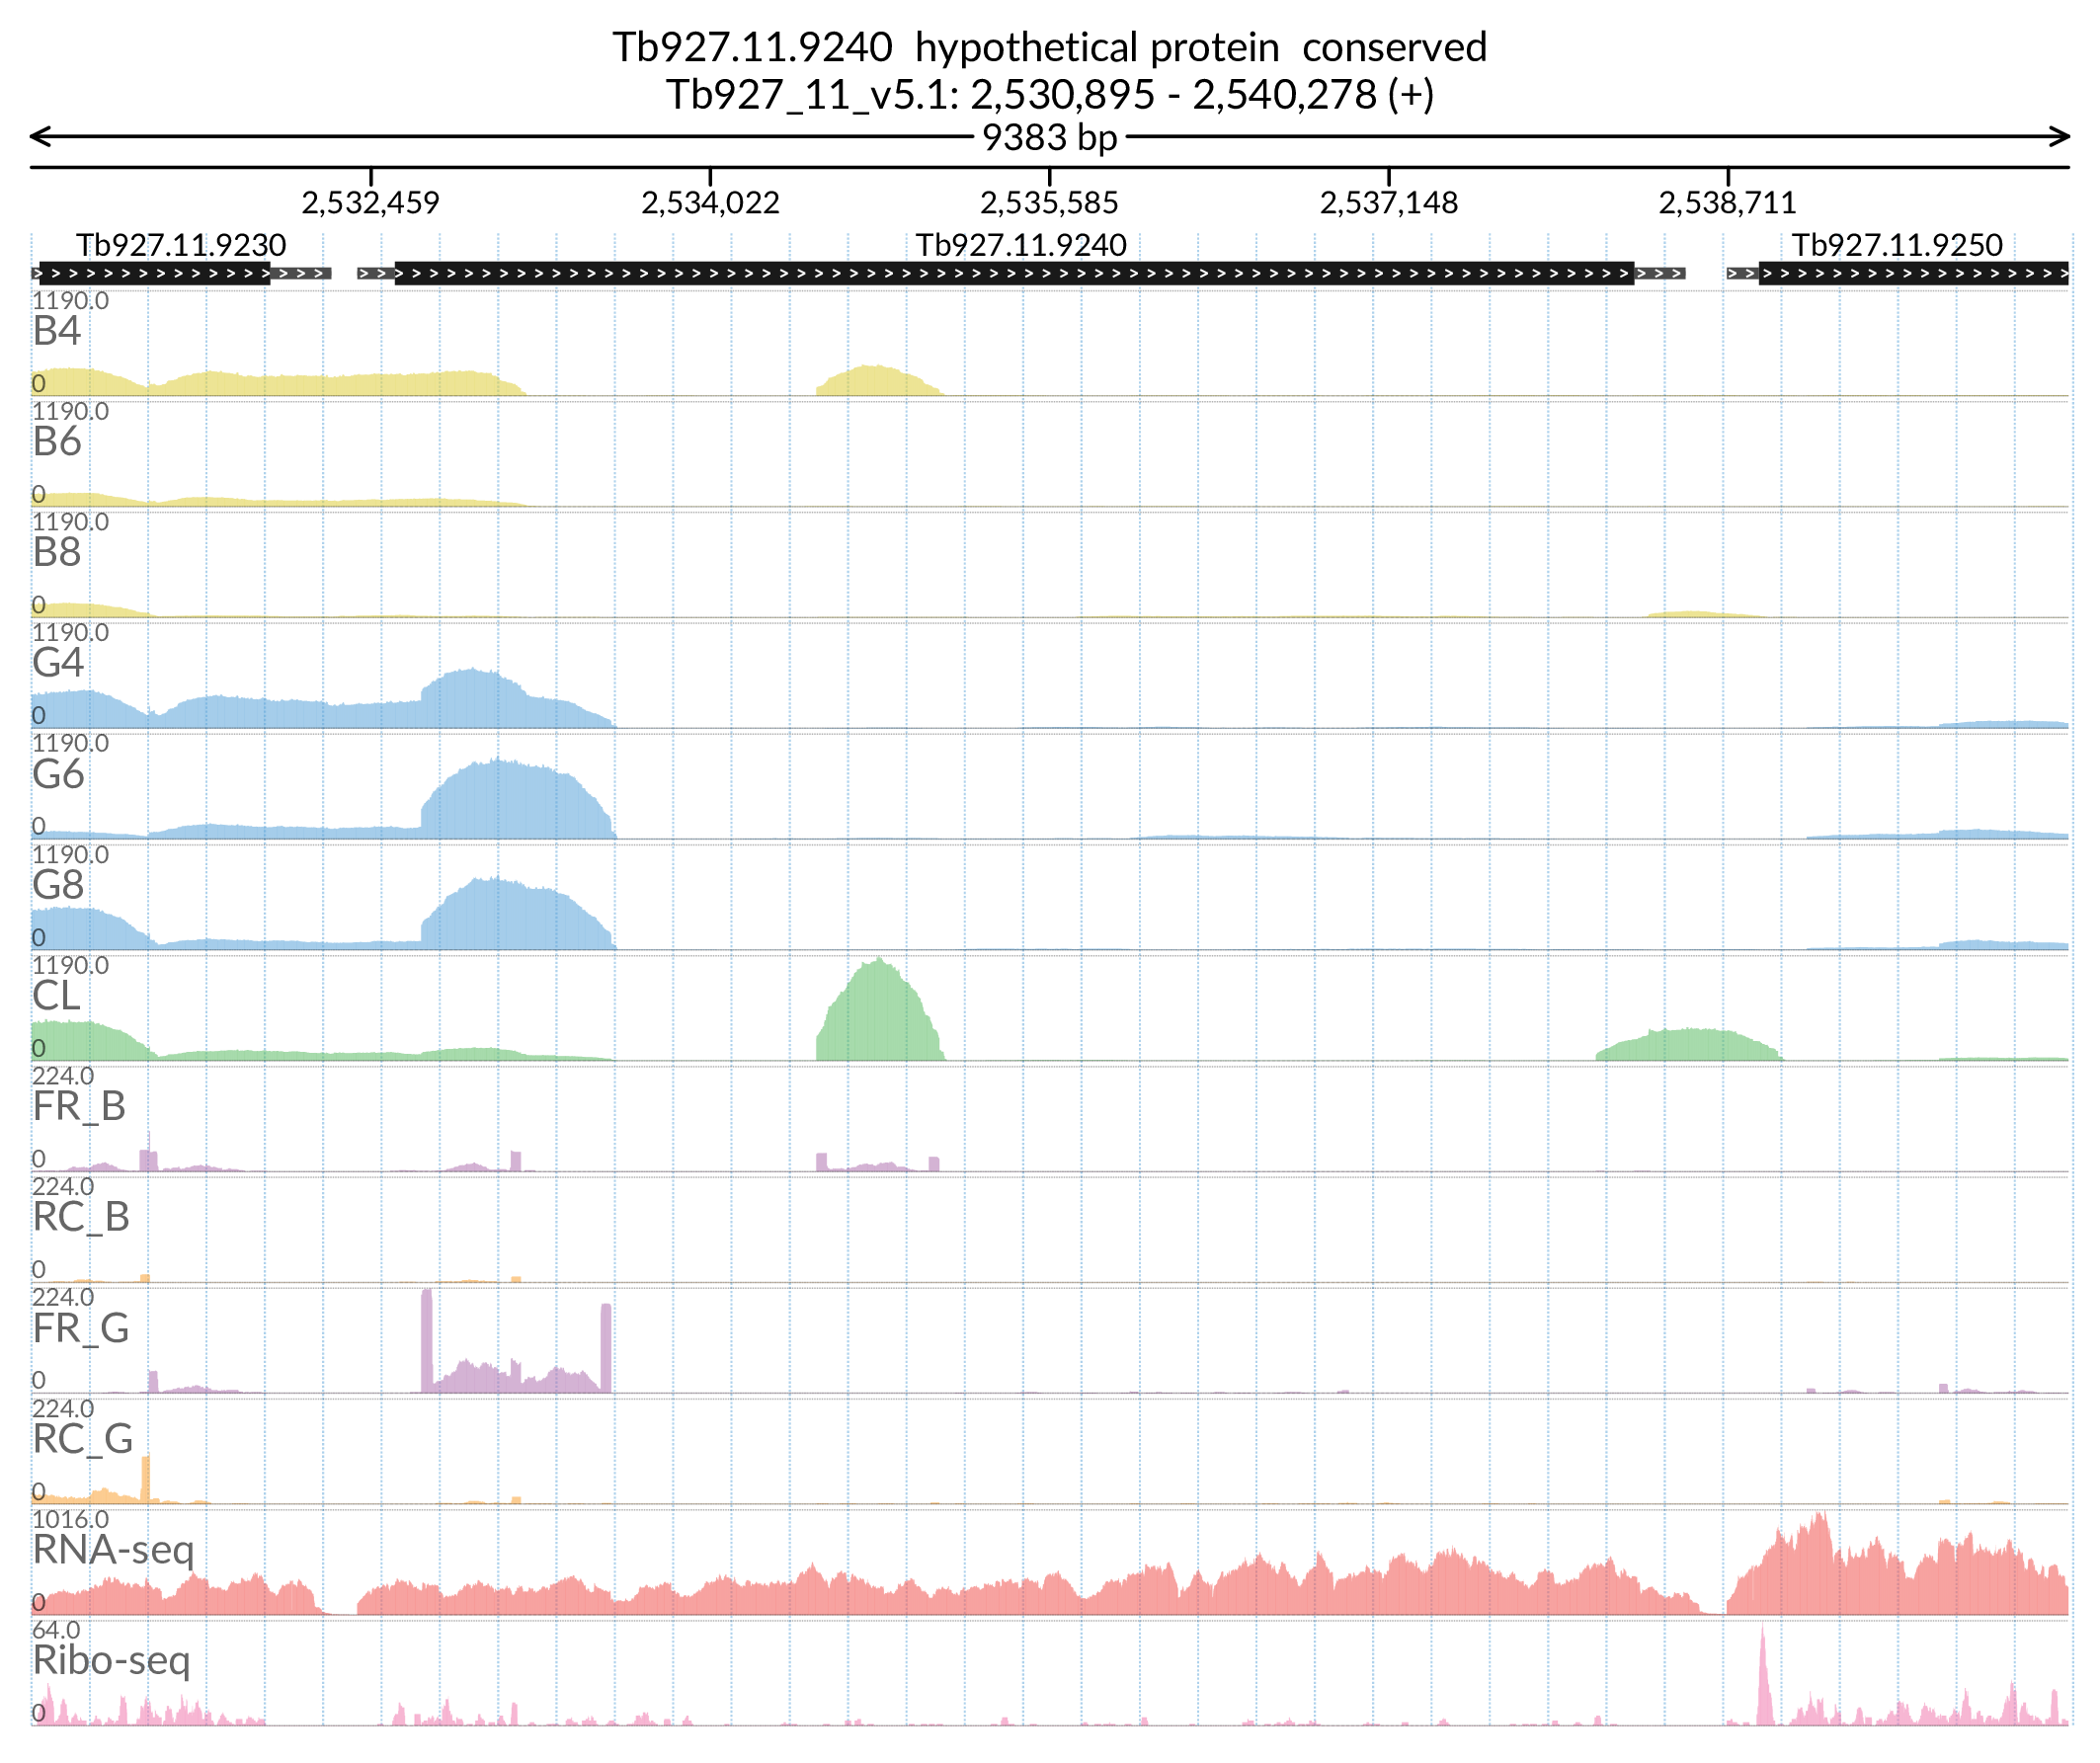 Tb927.11.9240 hypothetical protein conserved
Tb927_11_v5.1: 2,530,895 - 2,540,278 (+)
9383 bp
2,532,459 2,534,022 2,535,585 2,537,148 2,538,711
Tb927.11.9230 Tb927.11.9240 Tb927.11.9250
1190.0
B4
0
1190.0
B6
0
1190.0
B8
0
1190.0
G4
0
1190.0
G6
0
1190.0
G8
0
1190.0
CL
0
224.0
FR_B
0
224.0
RC_B
0
224.0
FR_G
0
224.0
RC_G
0
1016.0
RNA-seq
0
64.0
Ribo-seq
0